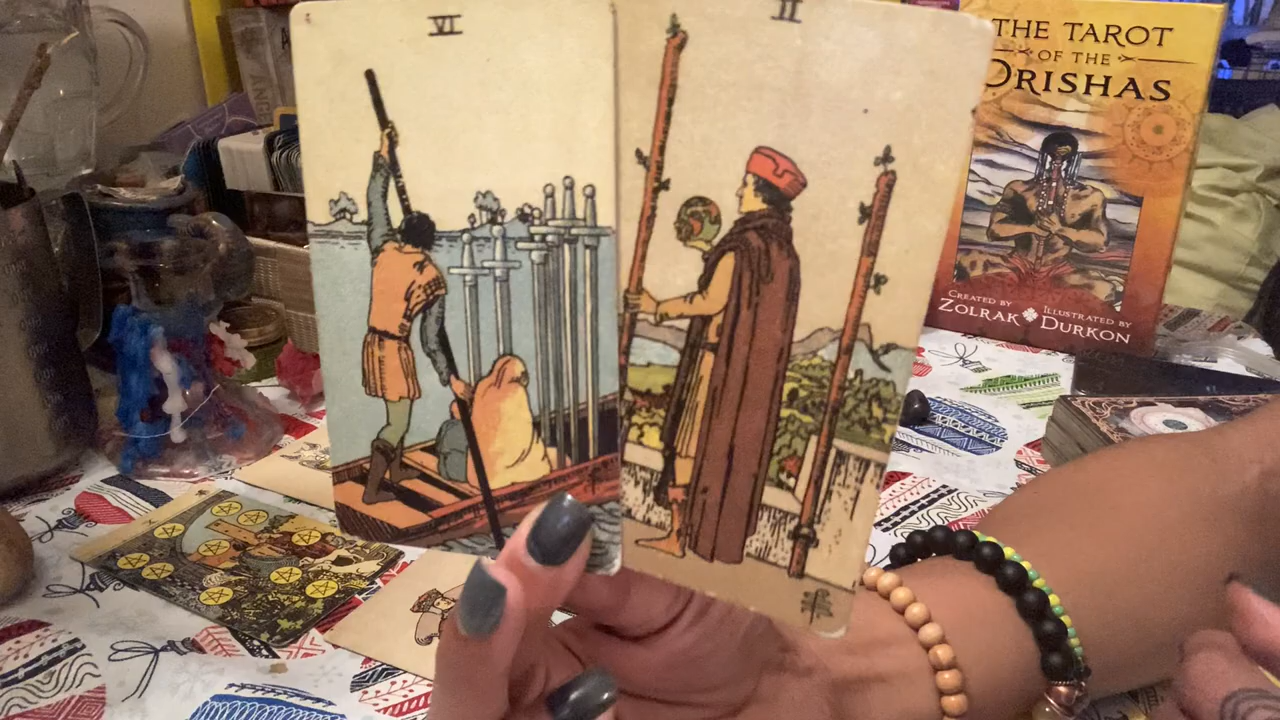 VI
II
THE TAROT
OF THE
ORISHAS
CREATED BY
ZOLRAK
ILLUSTRATED BY
DURKON
X